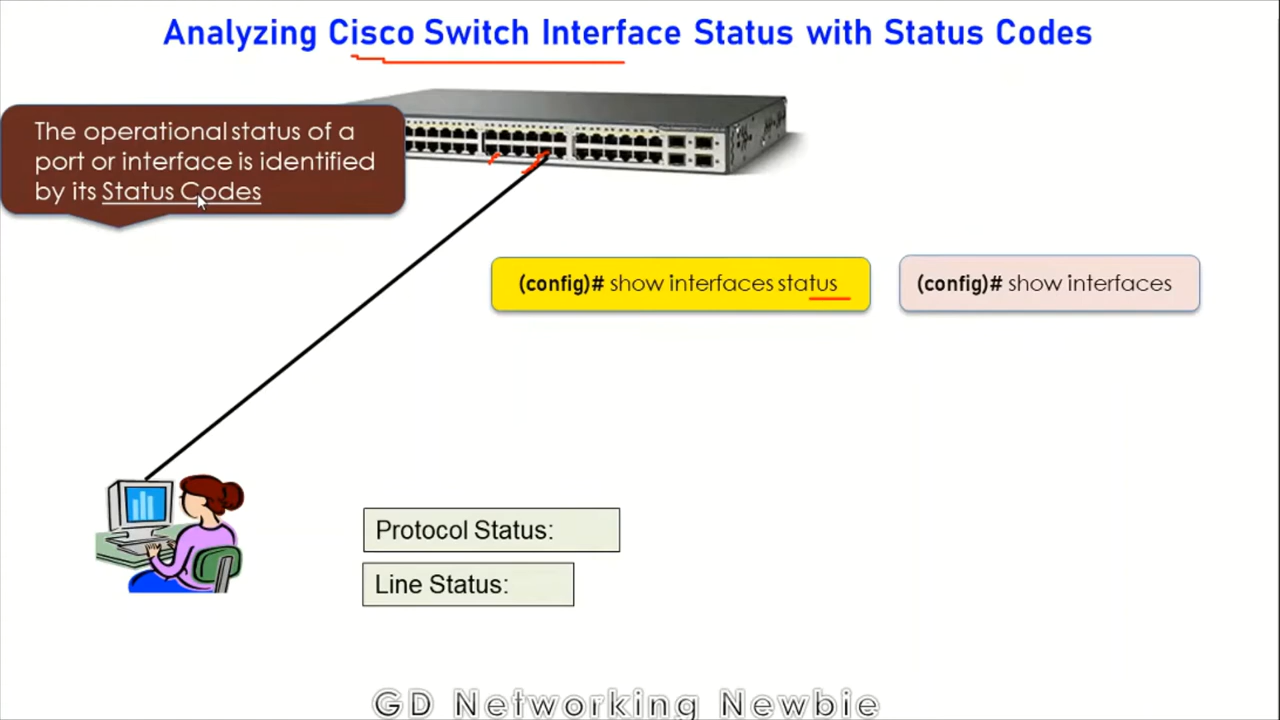 Analyzing Cisco Switch Interface Status with Status Codes
The operational status of a
port or interface is identified
by its Status Codes
(config)# show interfaces status
(config)# show interfaces
Protocol Status:
Line Status:
GD Networking Newbie